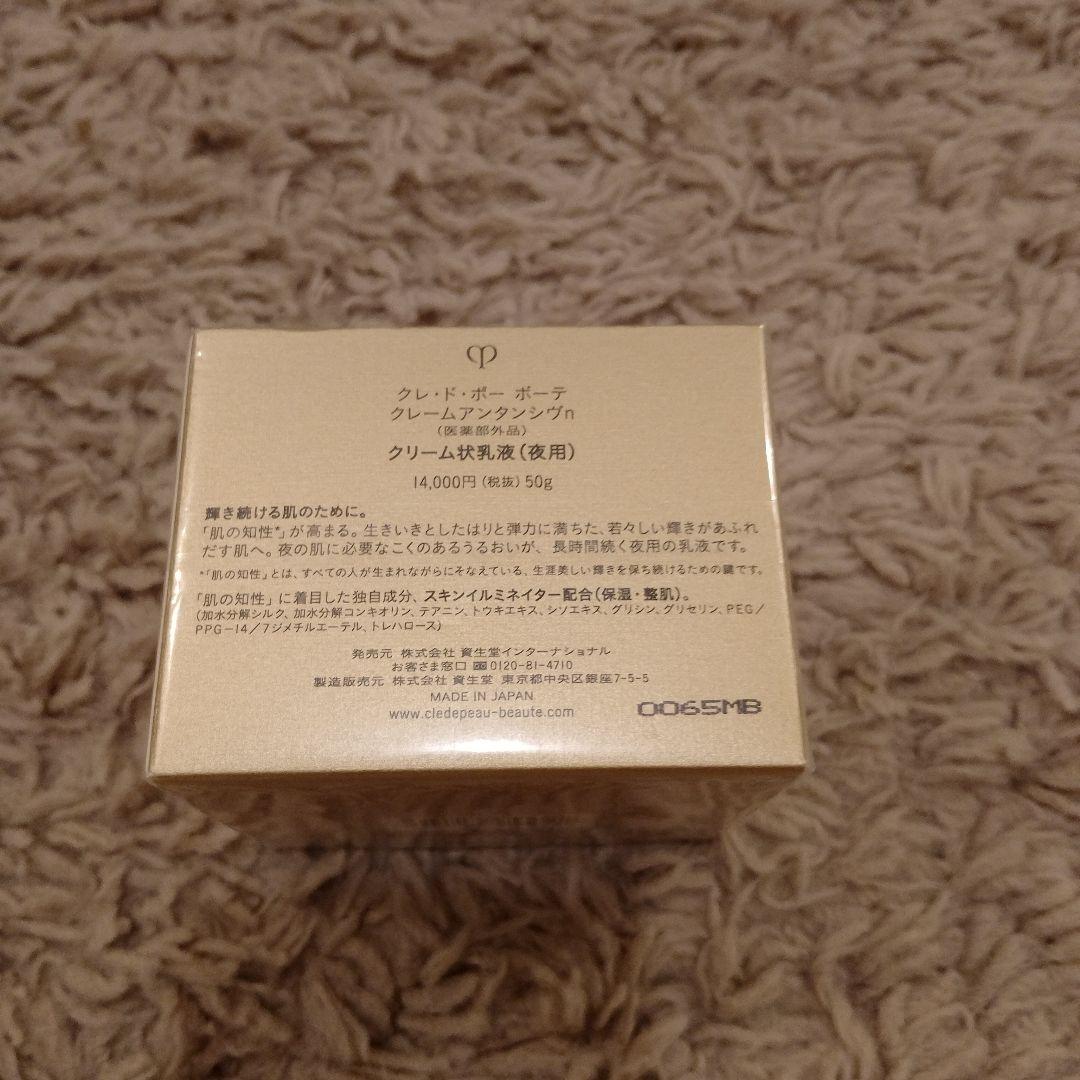 クレ・ド・ポー ボーテ
クレームアンタンシヴn
（医薬部外品）
クリーム状乳液（夜用）
14,000円（税抜）50g
輝き続ける肌のために。
「肌の知性*」が高まる。生きいきとしたはりと弾力に満ちた、若々しい輝きがあふれ
だす肌へ。夜の肌に必要なこくのあるうるおいが、長時間続く夜用の乳液です。
*「肌の知性」とは、すべての人が生まれながらにそなえている、生涯美しい輝きを保ち続けるための鍵です。
「肌の知性」に着目した独自成分、スキンイルミネイター配合（保湿・整肌）。
（加水分解シルク、加水分解コンキオリン、テアニン、トウキエキス、シソエキス、グリシン、グリセリン、PEG／
PPG-14／7ジメチルエーテル、トレハロース）
発売元 株式会社 資生堂インターナショナル
お客さま窓口 0120-81-4710
製造販売元 株式会社 資生堂 東京都中央区銀座7-5-5
MADE IN JAPAN
www.cledepeau-beaute.com
0065MB